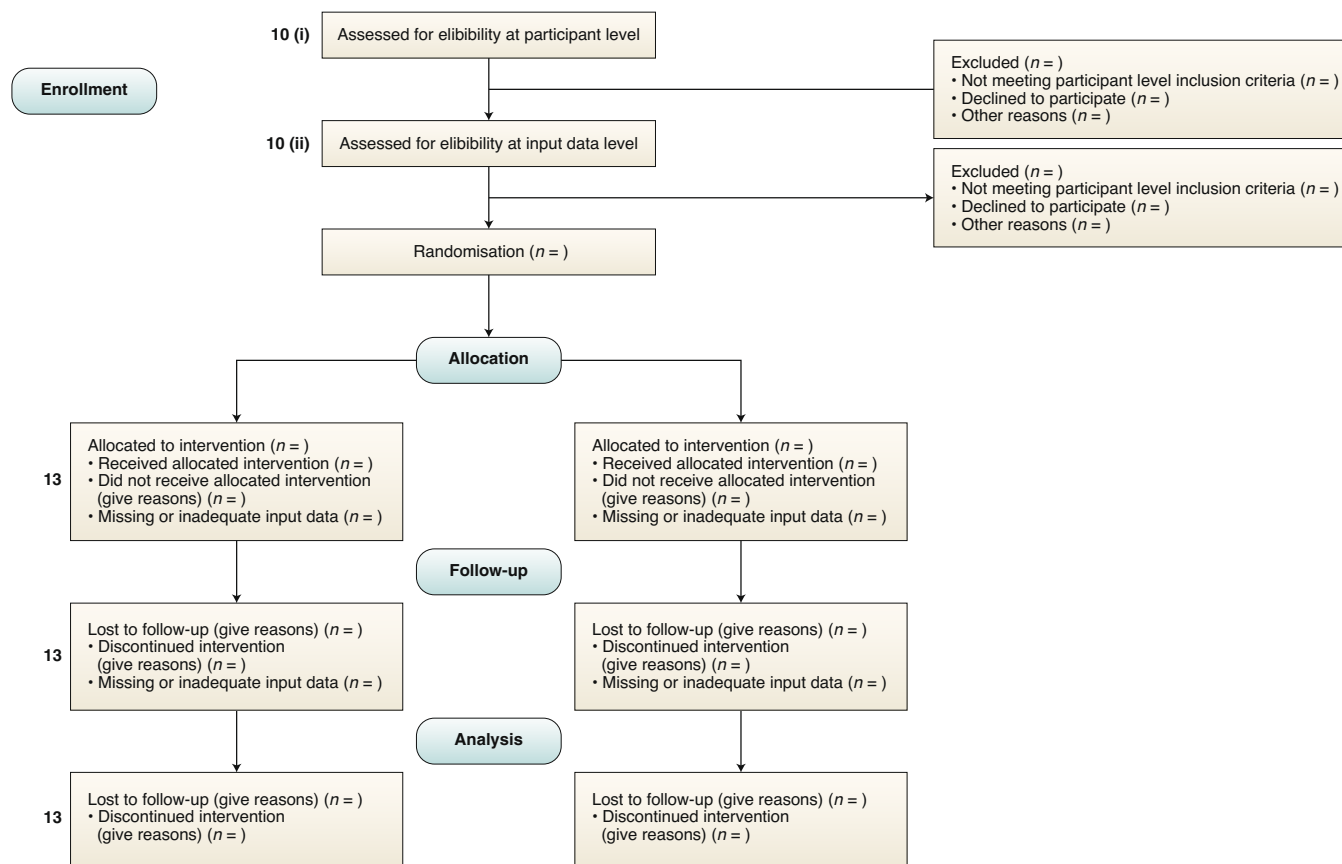 10 (i)
Assessed for elibibility at participant level
Enrollment
Excluded (n = )
• Not meeting participant level inclusion criteria (n = )
• Declined to participate (n = )
• Other reasons (n = )
10 (ii)
Assessed for elibibility at input data level
Excluded (n = )
• Not meeting participant level inclusion criteria (n = )
• Declined to participate (n = )
• Other reasons (n = )
Randomisation (n = )
Allocation
13
Allocated to intervention (n = )
• Received allocated intervention (n = )
• Did not receive allocated intervention
(give reasons) (n = )
• Missing or inadequate input data (n = )
Allocated to intervention (n = )
• Received allocated intervention (n = )
• Did not receive allocated intervention
(give reasons) (n = )
• Missing or inadequate input data (n = )
Follow-up
13
Lost to follow-up (give reasons) (n = )
• Discontinued intervention
(give reasons) (n = )
• Missing or inadequate input data (n = )
Lost to follow-up (give reasons) (n = )
• Discontinued intervention
(give reasons) (n = )
• Missing or inadequate input data (n = )
Analysis
13
Lost to follow-up (give reasons) (n = )
• Discontinued intervention
(give reasons) (n = )
Lost to follow-up (give reasons) (n = )
• Discontinued intervention
(give reasons) (n = )